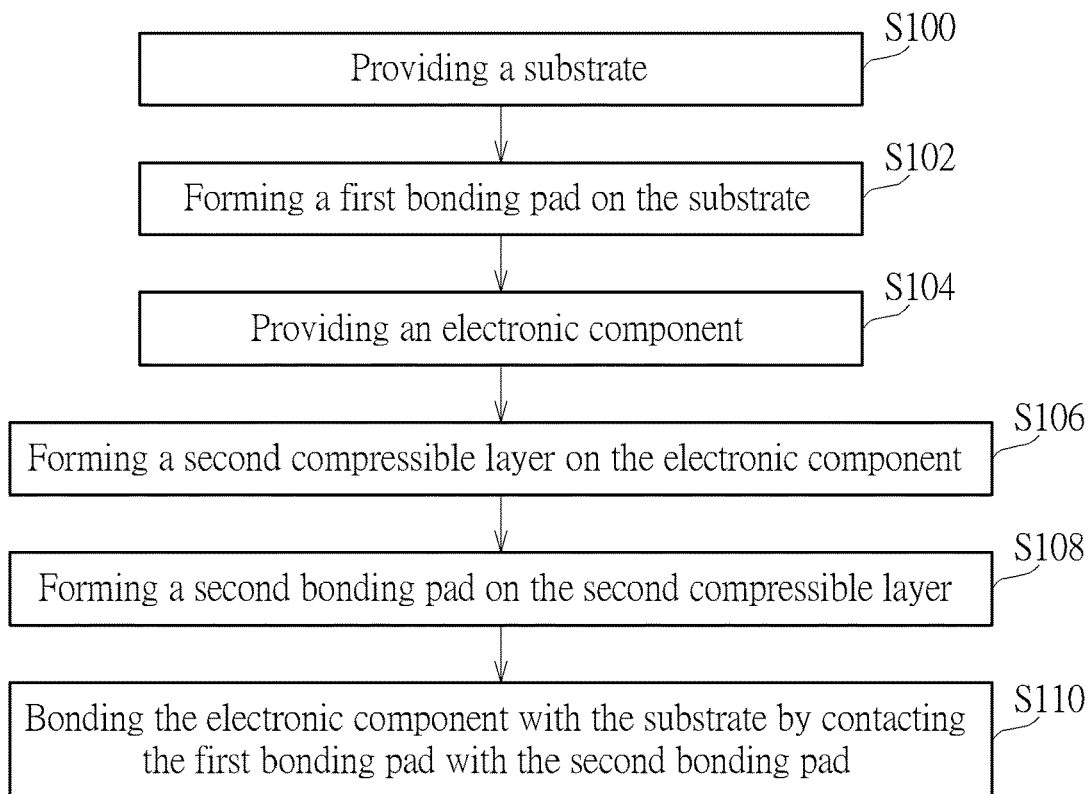 S100
Providing a substrate
S102
Forming a first bonding pad on the substrate
S104
Providing an electronic component
S106
Forming a second compressible layer on the electronic component
S108
Forming a second bonding pad on the second compressible layer
S110
Bonding the electronic component with the substrate by contacting
the first bonding pad with the second bonding pad